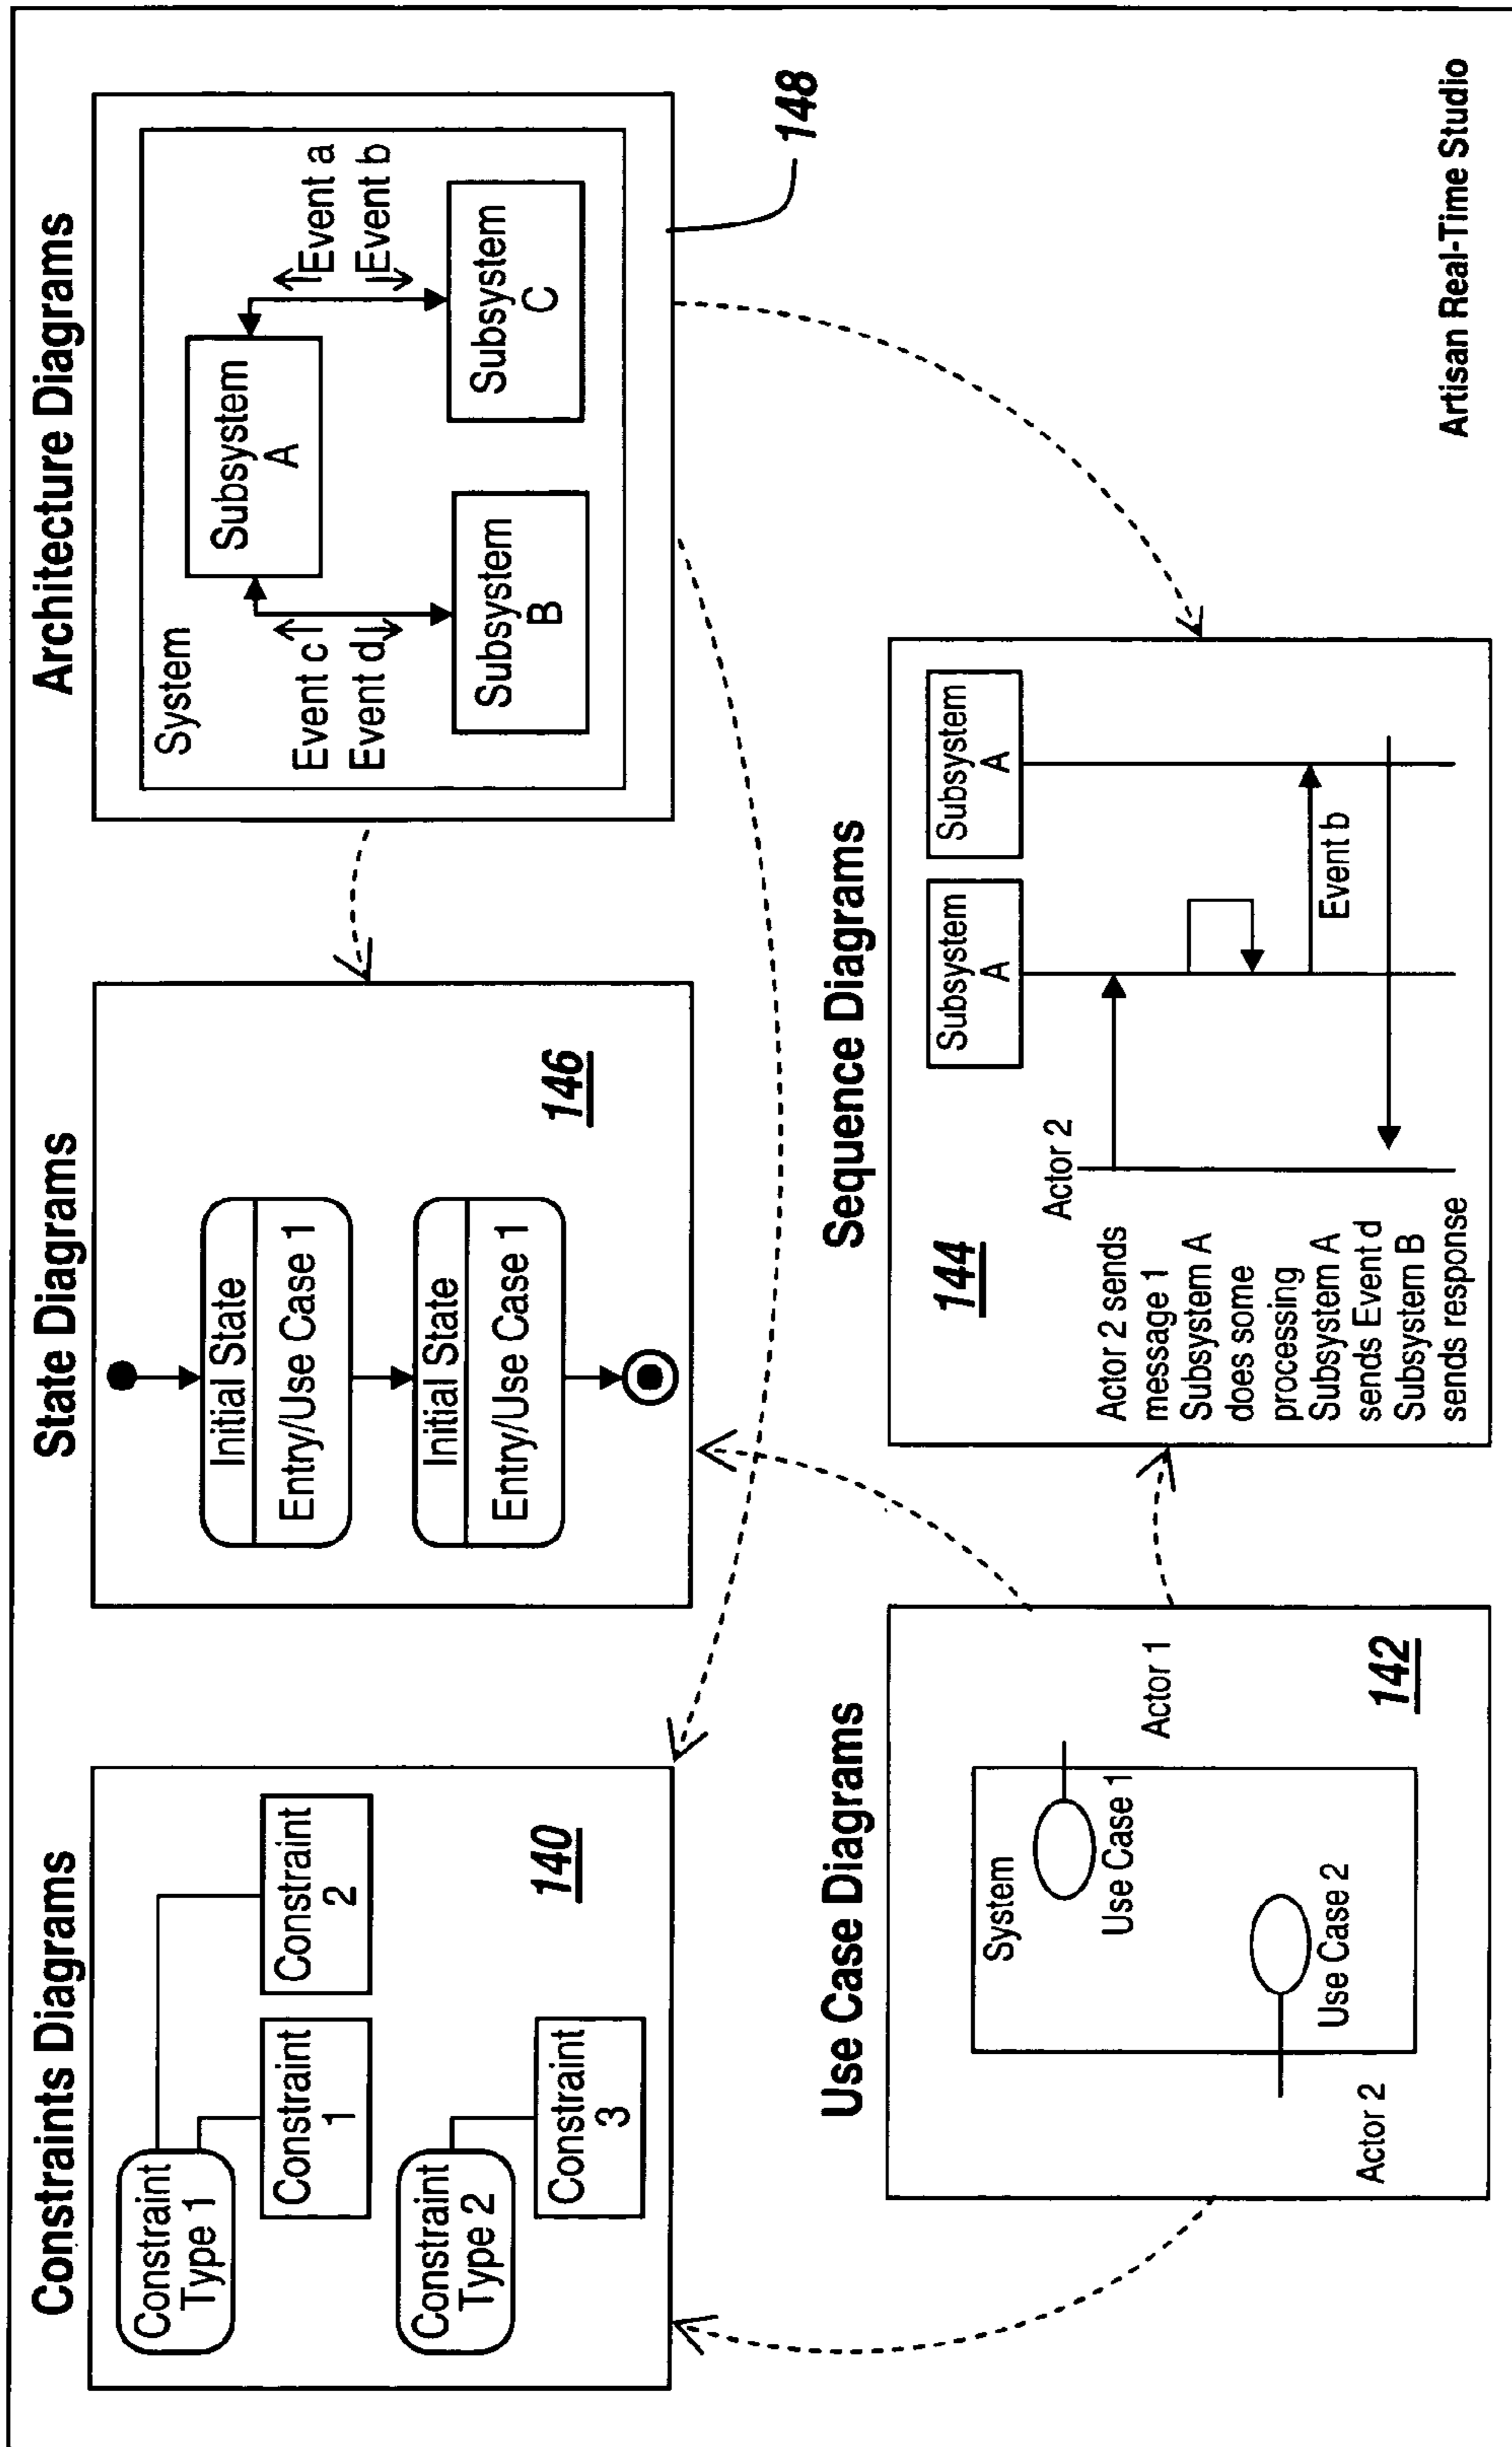 Constraints Diagrams
Constraint
Type 1
Constraint
1
Constraint
2
Constraint
Type 2
Constraint
3
140
State Diagrams
Initial State
Entry/Use Case 1
Initial State
Entry/Use Case 1
146
Architecture Diagrams
System
Subsystem
A
Event c
Event d
Event a
Event b
Subsystem
B
Subsystem
C
148
Use Case Diagrams
System
Use Case 1
Actor 1
Use Case 2
Actor 2
142
Sequence Diagrams
144
Actor 2
Subsystem
A
Subsystem
A
Actor 2 sends
message 1
Subsystem A
does some
processing
Subsystem A
sends Event d
Subsystem B
sends response
Event b
Artisan Real-Time Studio